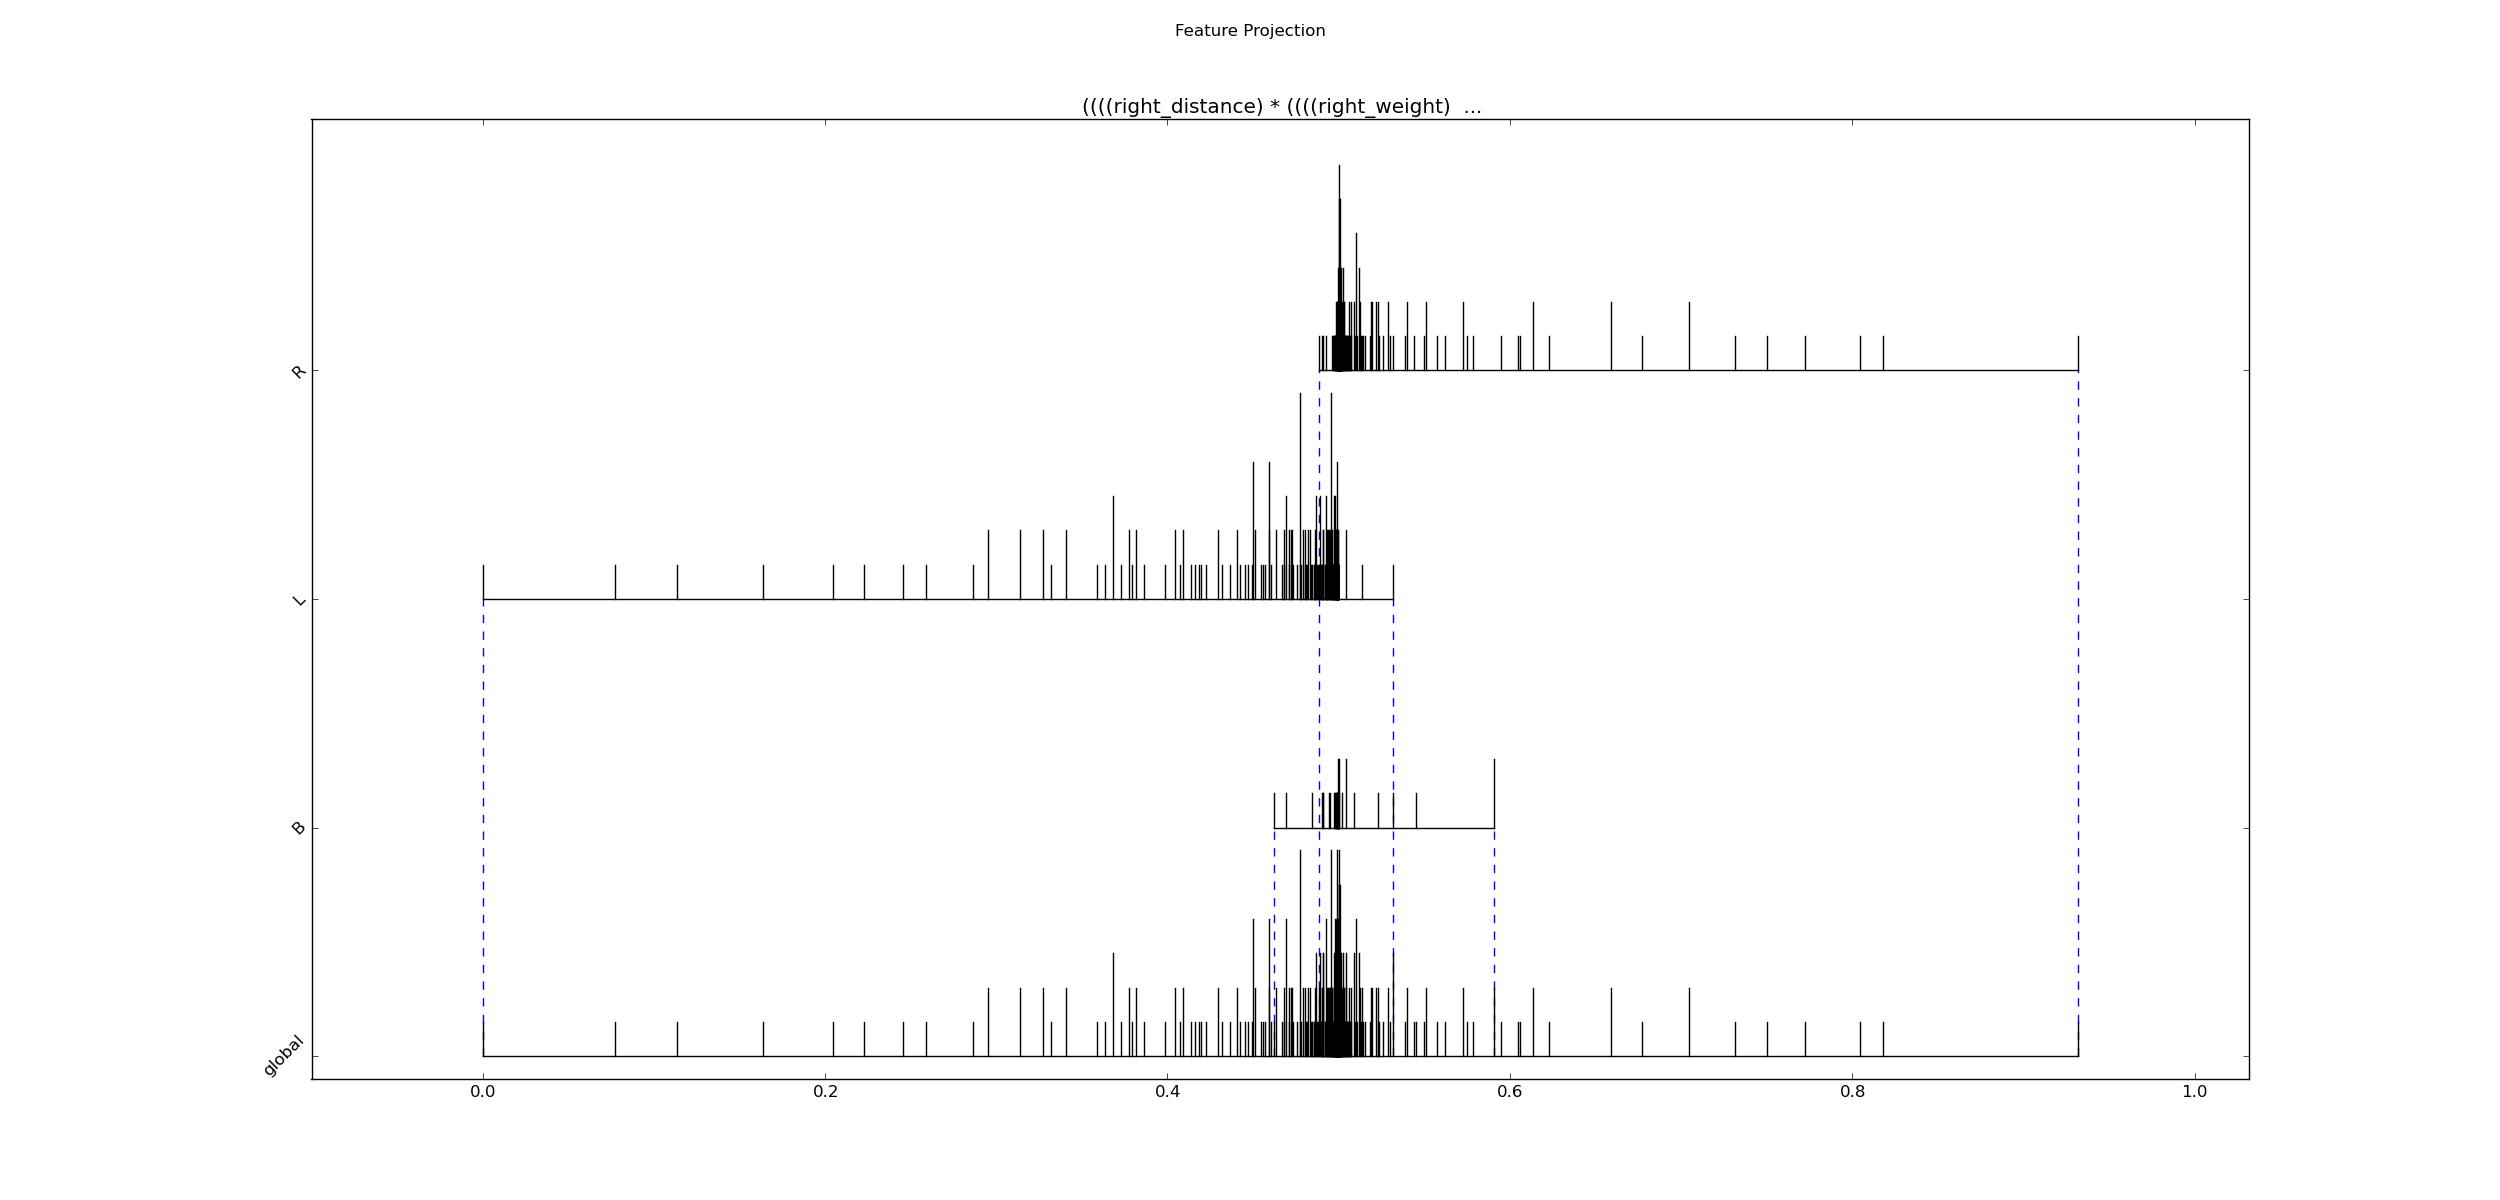 Feature Projection
((((right_distance) * ((((right_weight)  ...
R
L
B
global
0.0 0.2 0.4 0.6 0.8 1.0